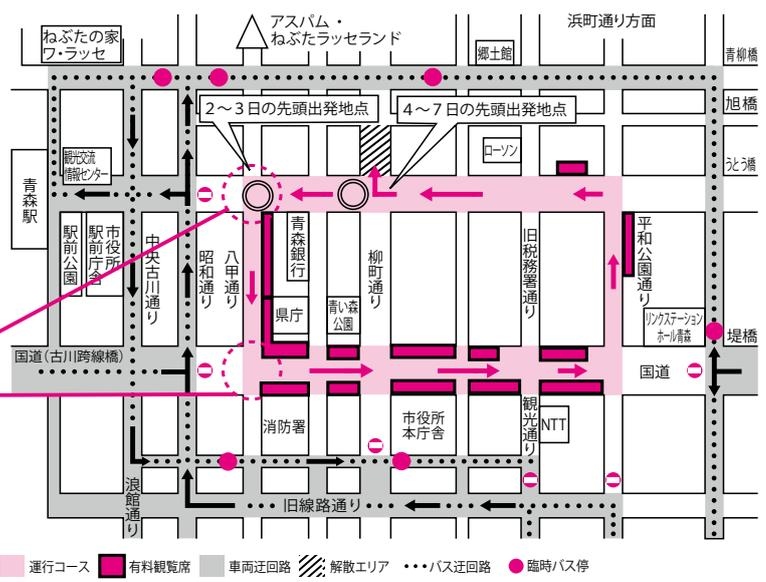 アスパム・
ねぶたラッセランド
浜町通り方面
ねぶたの家
ワ・ラッセ
郷土館
青柳橋
旭橋
2〜3日の先頭出発地点
4〜7日の先頭出発地点
ローソン
うとう橋
観光交流
情報センター
青森駅
駅前公園
市役所
駅前庁舎
中央古川通り
昭和通り
八甲通り
青森銀行
柳町通り
旧税務署通り
平和公園通り
県庁
青い森
公園
リンクステーション
ホール青森
堤橋
国道(古川跨線橋)
国道
消防署
市役所
本庁舎
観光通り
NTT
浪館通り
旧線路通り
運行コース
有料観覧席
車両迂回路
解散エリア
バス迂回路
臨時バス停